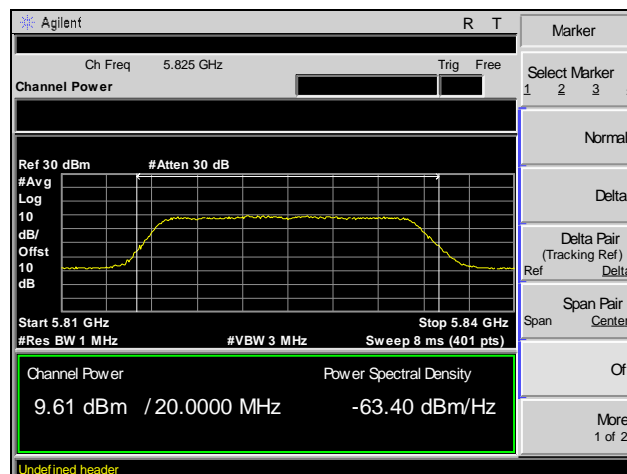 Agilent R T
Ch Freq 5.825 GHz Trig Free
Channel Power
Ref 30 dBm #Atten 30 dB
#Avg
Log
10
dB/
Offst
10
dB
Start 5.81 GHz Stop 5.84 GHz
#Res BW 1 MHz #VBW 3 MHz Sweep 8 ms (401 pts)
Channel Power Power Spectral Density
9.61 dBm / 20.0000 MHz -63.40 dBm/Hz
Undefined header
Marker
Select Marker
1 2 3
Normal
Delta
Delta Pair
(Tracking Ref)
Ref Delta
Span Pair
Span Center
Of
More
1 of 2